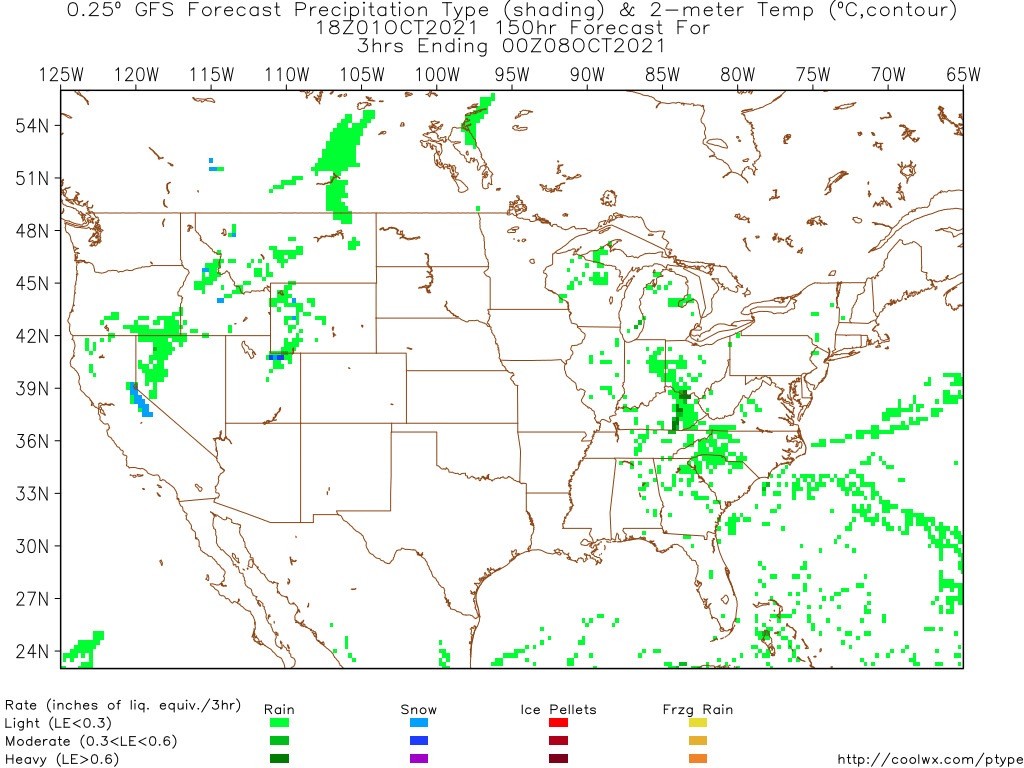 0.25° GFS Forecast Precipitation Type (shading) & 2-meter Temp (°C,contour)
18Z01OCT2021 150hr Forecast For
3hrs Ending 00Z08OCT2021
125W 120W 115W 110W 105W 100W 95W 90W 85W 80W 75W 70W 65W
54N
51N
48N
45N
42N
39N
36N
33N
30N
27N
24N
Rate (inches of liq. equiv./3hr) Rain Snow Ice Pellets Frzg Rain
Light (LE<0.3)
Moderate (0.3<LE<0.6)
Heavy (LE>0.6)
http://coolwx.com/ptype